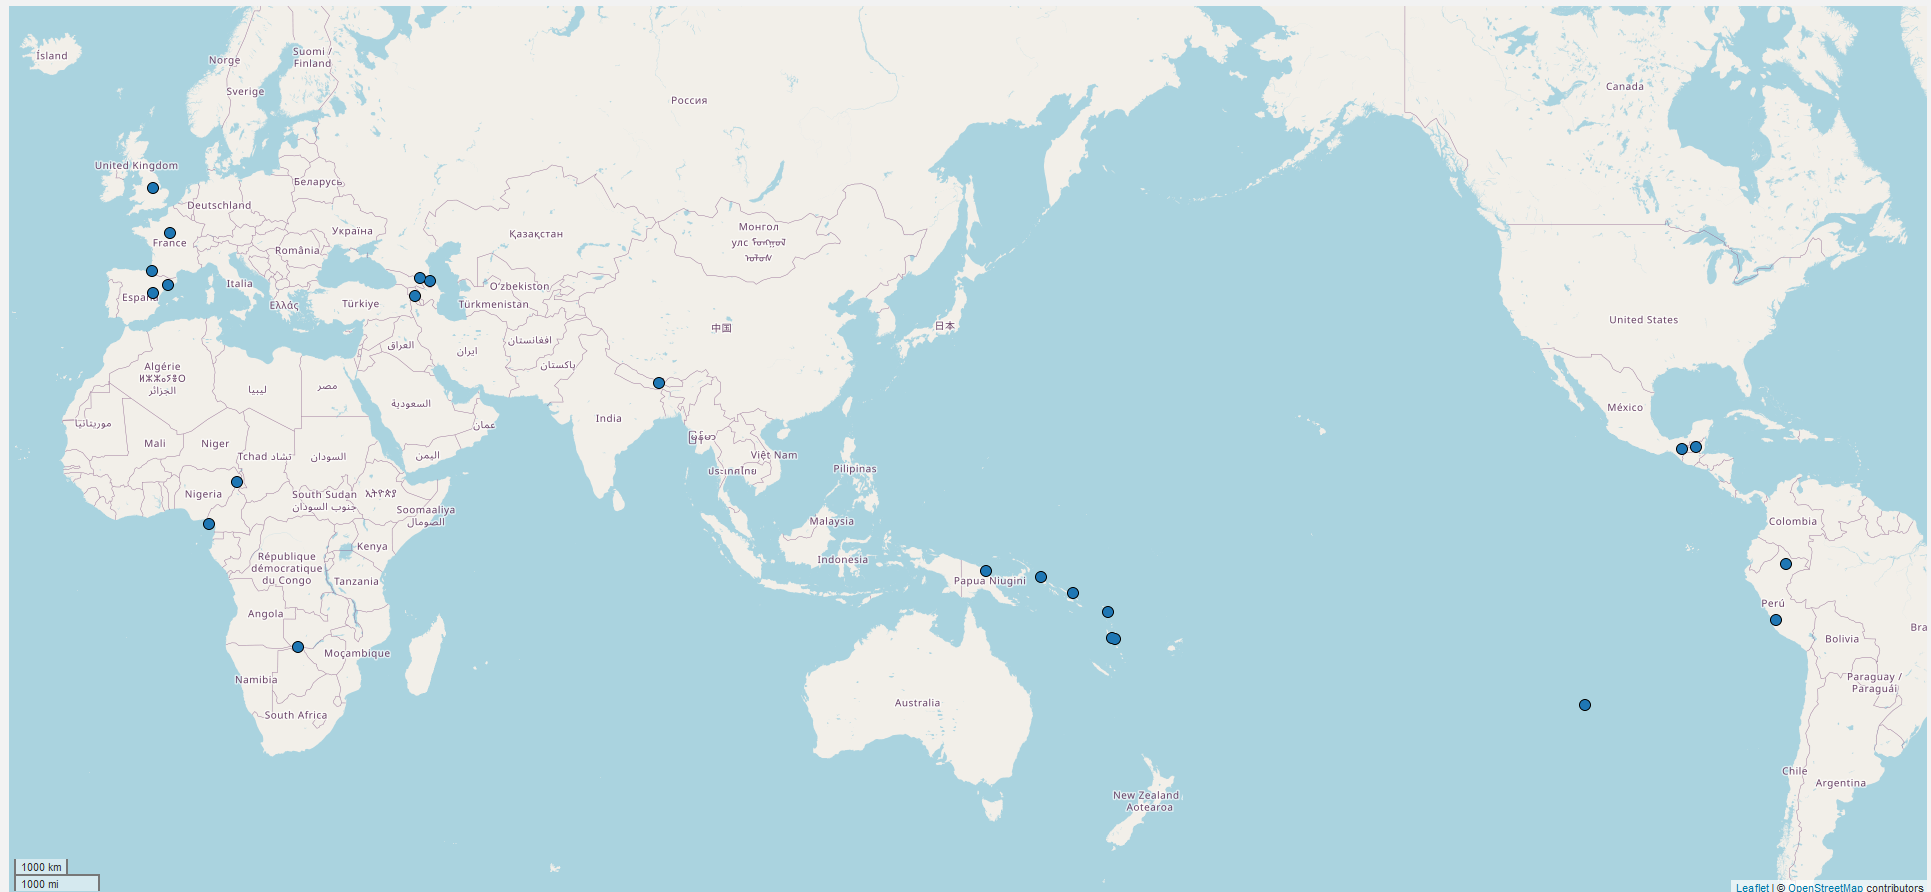 Ísland
Norge
Suomi /
Finland
Sverige
Россия
Canada
United Kingdom
Беларусь
Deutschland
Україна
Монгол
улс
France
Қазақстан
România
Italia
O'zbekiston
España
Ελλάς
Türkiye
Türkmenistan
United States
中国
日本
افغانستان
العراق
ایران
پاکستان
Algérie
ⵍⵣⵣⴰⵢⴻⵔ
الجزائر
ليبيا
مصر
السعودية
India
México
موريتانيا
عمان
မြန်မာ
Mali
Niger
Tchad تشاد
السودان
اليمن
Việt Nam
ประเทศไทย
Pilipinas
Nigeria
South Sudan
جنوب السودان
ኢትዮጵያ
Soomaaliya
الصومال
Malaysia
Colombia
Kenya
République
démocratique
du Congo
Indonesia
Tanzania
Papua Niugini
Perú
Angola
Bra
Bolivia
Moçambique
Namibia
Paraguay /
Paraguái
Australia
South Africa
Chile
Argentina
New Zealand
Aotearoa
1000 km
1000 mi
Leaflet | © OpenStreetMap contributors